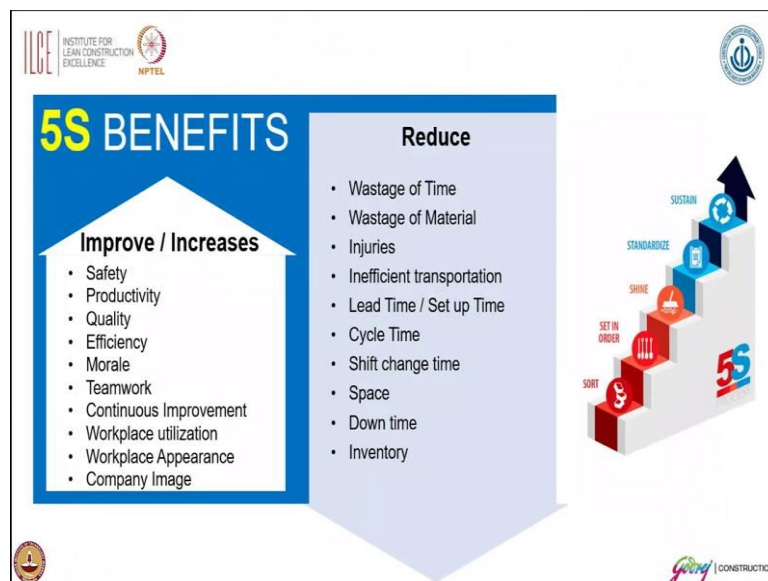 ILCE
INSTITUTE FOR
LEAN CONSTRUCTION
EXCELLENCE
NPTEL
5S BENEFITS
Improve / Increases
• Safety
• Productivity
• Quality
• Efficiency
• Morale
• Teamwork
• Continuous Improvement
• Workplace utilization
• Workplace Appearance
• Company Image
Reduce
• Wastage of Time
• Wastage of Material
• Injuries
• Inefficient transportation
• Lead Time / Set up Time
• Cycle Time
• Shift change time
• Space
• Down time
• Inventory
SUSTAIN
STANDARDIZE
SHINE
SET IN
ORDER
SORT
5S
Godrej | CONSTRUCTIO